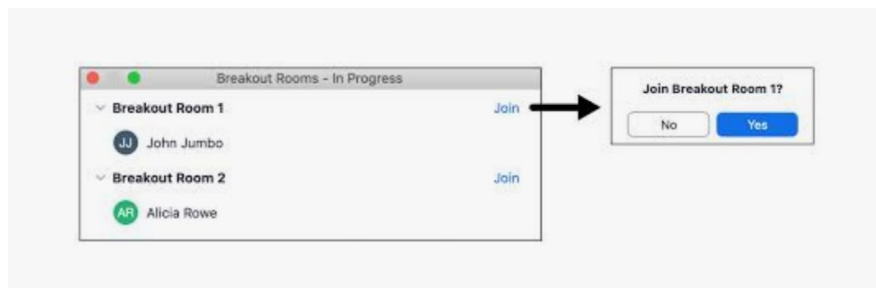 Breakout Rooms - In Progress
Breakout Room 1 Join
JJ John Jumbo
Breakout Room 2 Join
AR Alicia Rowe
Join Breakout Room 1?
No Yes